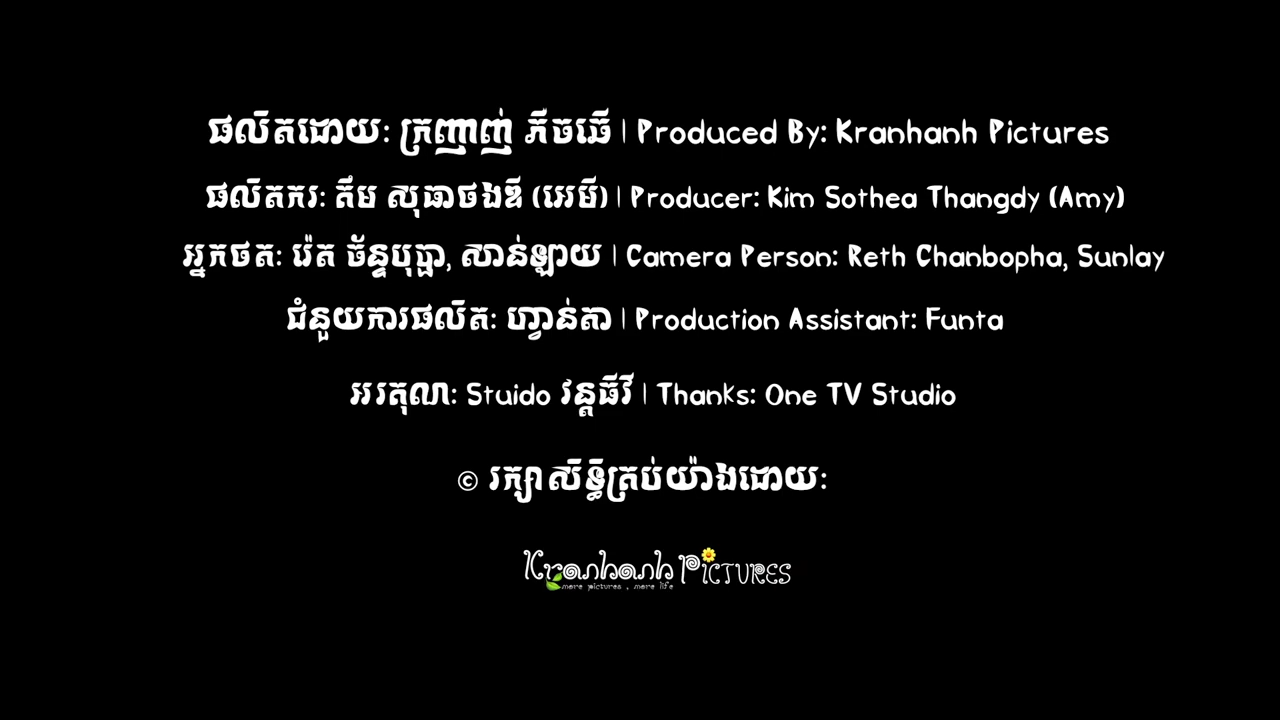 ផលិតដោយ: ក្រញាញ់ ភីចឆើ | Produced By: Kranhanh Pictures
ផលិតករ: គឹម សុធាថងឌី (អេមី) | Producer: Kim Sothea Thangdy (Amy)
អ្នកថត: រ៉េត ច័ន្ទបុប្ផា, សាន់ឡាយ | Camera Person: Reth Chanbopha, Sunlay
ជំនួយការផលិត: ហ្វាន់តា | Production Assistant: Funta
អរគុណ: Stuido វន្តធីវី | Thanks: One TV Studio
© រក្សាសិទ្ធិគ្រប់យ៉ាងដោយ:
Kranhanh Pictures
more pictures , more life